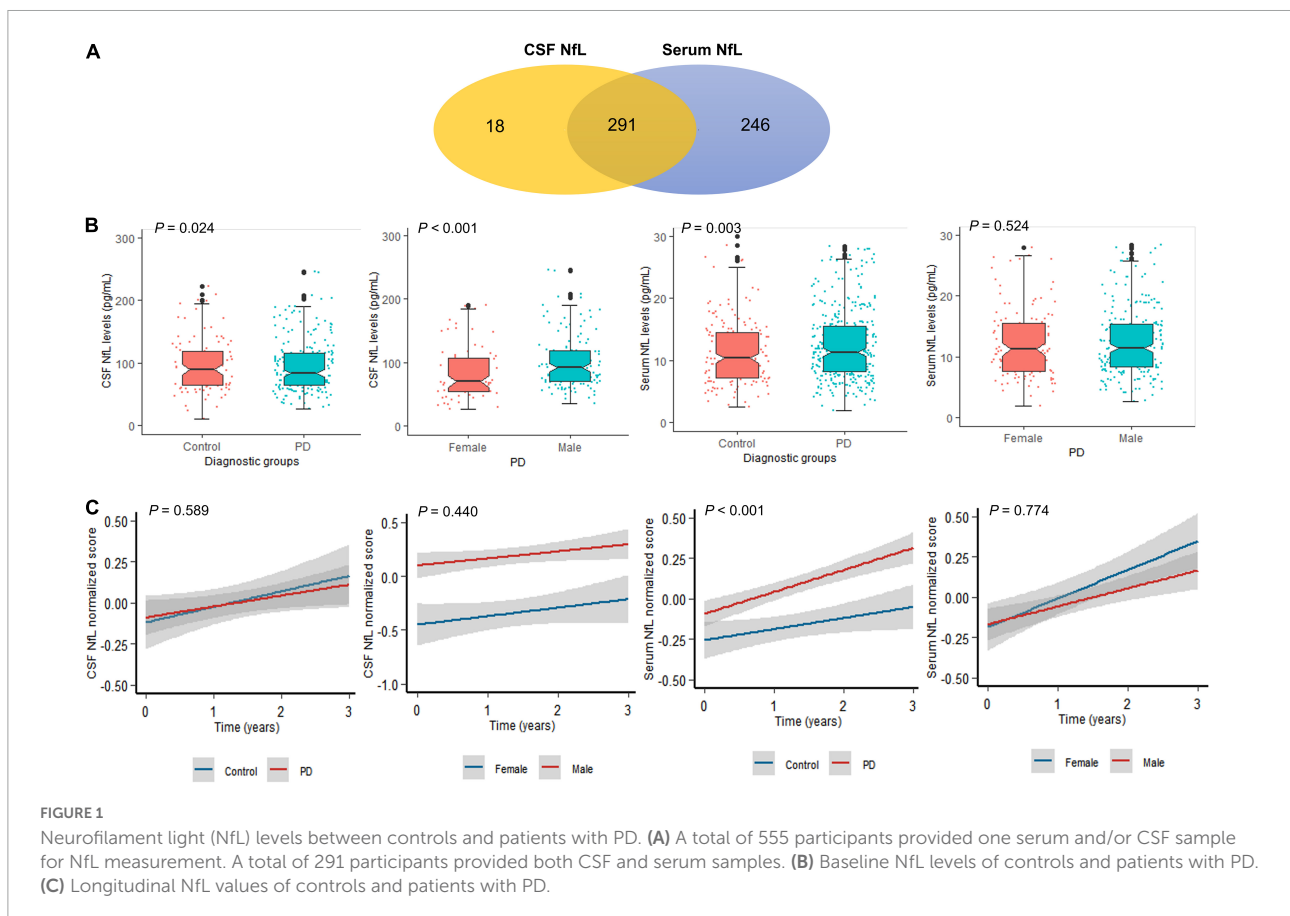 A
CSF NfL
Serum NfL
18
291
246
B
P = 0.024
300
200
100
0
CSF NfL levels (pg/mL)
Control
PD
Diagnostic groups
P < 0.001
300
200
100
0
CSF NfL levels (pg/mL)
Female
Male
PD
P = 0.003
30
20
10
0
Serum NfL levels (pg/mL)
Control
PD
Diagnostic groups
P = 0.524
30
20
10
0
Serum NfL levels (pg/mL)
Female
Male
PD
C
P = 0.589
0.50
0.25
0.00
-0.25
-0.50
CSF NfL normalized score
0
1
2
3
Time (years)
Control
PD
P = 0.440
0.5
0.0
-0.5
-1.0
CSF NfL normalized score
0
1
2
3
Time (years)
Female
Male
P < 0.001
0.50
0.25
0.00
-0.25
-0.50
Serum NfL normalized score
0
1
2
3
Time (years)
Control
PD
P = 0.774
0.50
0.25
0.00
-0.25
-0.50
Serum NfL normalized score
0
1
2
3
Time (years)
Female
Male
FIGURE 1
Neurofilament light (NfL) levels between controls and patients with PD. (A) A total of 555 participants provided one serum and/or CSF sample
for NfL measurement. A total of 291 participants provided both CSF and serum samples. (B) Baseline NfL levels of controls and patients with PD.
(C) Longitudinal NfL values of controls and patients with PD.